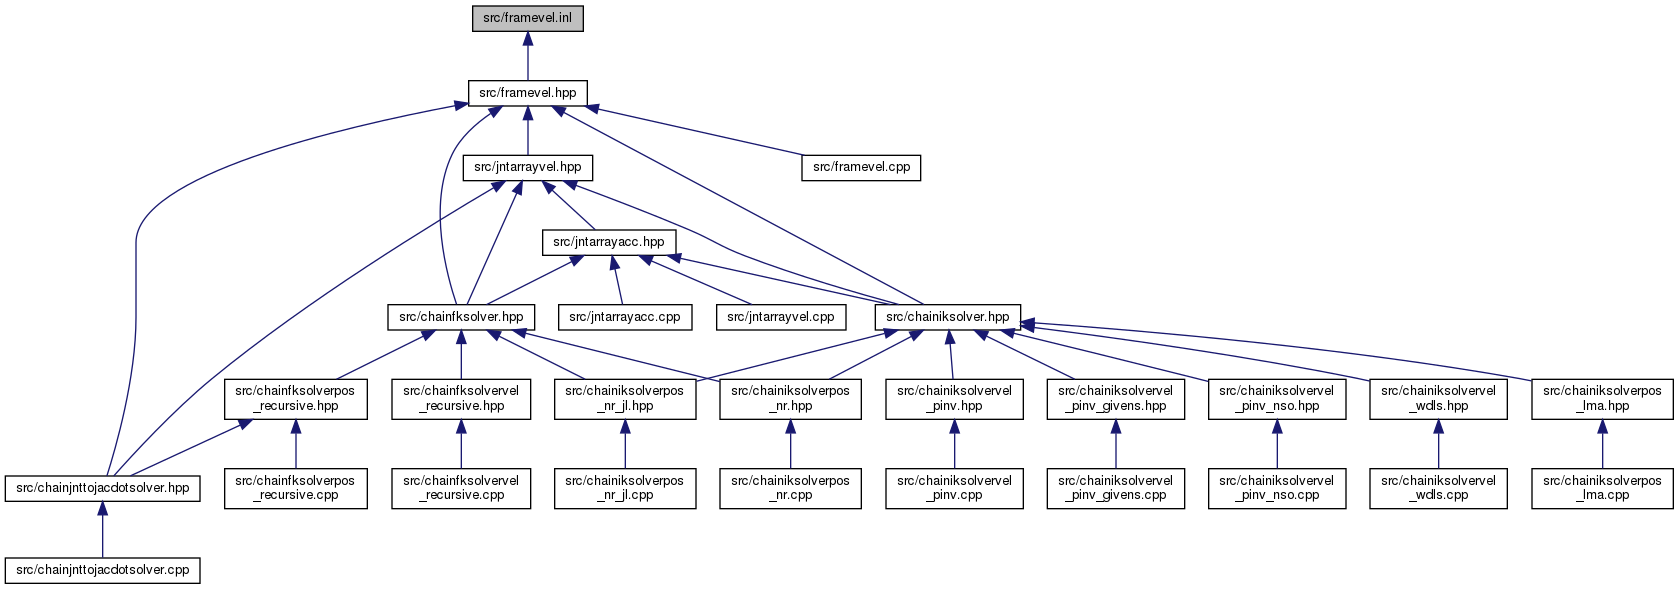 src/framevel.inl
src/framevel.hpp
src/jntarrayvel.hpp
src/framevel.cpp
src/jntarrayacc.hpp
src/chainfksolver.hpp
src/jntarrayacc.cpp
src/jntarrayvel.cpp
src/chainiksolver.hpp
src/chainfksolverpos
_recursive.hpp
src/chainfksolvervel
_recursive.hpp
src/chainiksolverpos
_nr_jl.hpp
src/chainiksolverpos
_nr.hpp
src/chainiksolvervel
_pinv.hpp
src/chainiksolvervel
_pinv_givens.hpp
src/chainiksolvervel
_pinv_nso.hpp
src/chainiksolvervel
_wdls.hpp
src/chainiksolverpos
_lma.hpp
src/chainjnttojacdotsolver.hpp
src/chainfksolverpos
_recursive.cpp
src/chainfksolvervel
_recursive.cpp
src/chainiksolverpos
_nr_jl.cpp
src/chainiksolverpos
_nr.cpp
src/chainiksolvervel
_pinv.cpp
src/chainiksolvervel
_pinv_givens.cpp
src/chainiksolvervel
_pinv_nso.cpp
src/chainiksolvervel
_wdls.cpp
src/chainiksolverpos
_lma.cpp
src/chainjnttojacdotsolver.cpp